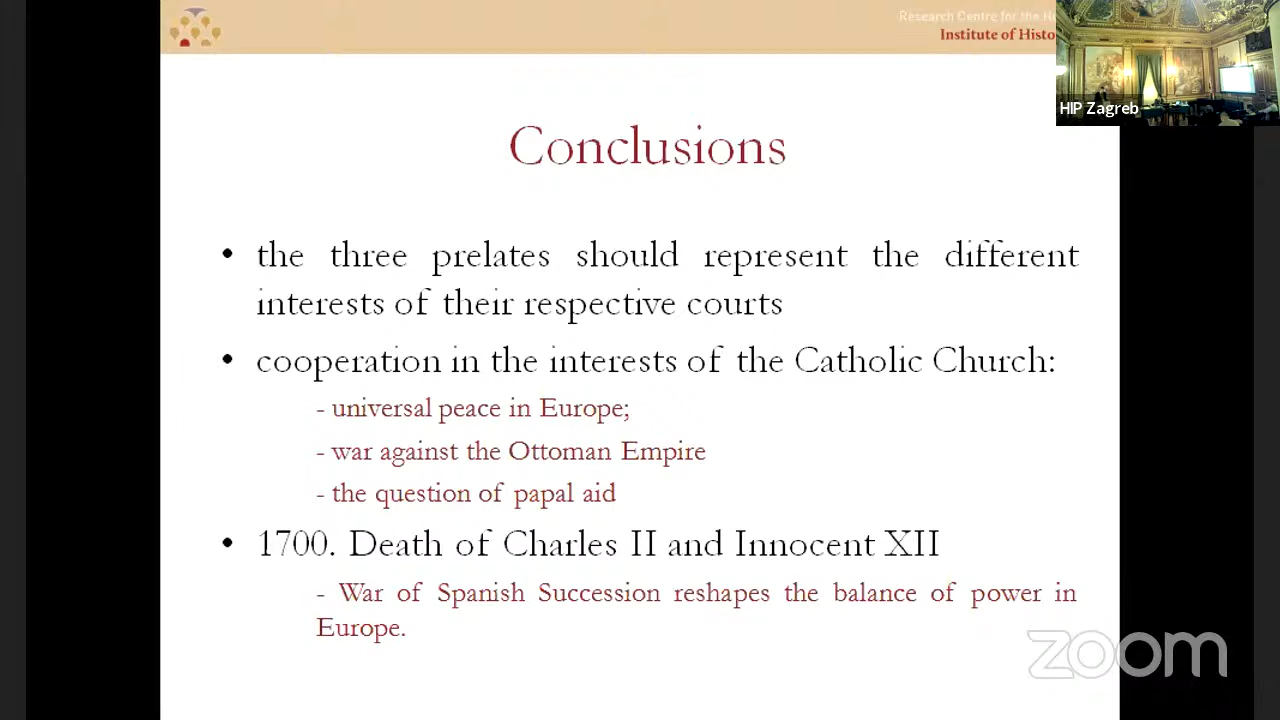 Research Centre for the
Institute of
HIP Zagreb
Conclusions
• the three prelates should represent the different
interests of their respective courts
• cooperation in the interests of the Catholic Church:
- universal peace in Europe;
- war against the Ottoman Empire
- the question of papal aid
• 1700. Death of Charles II and Innocent XII
- War of Spanish Succession reshapes the balance of power in
Europe.
zoom